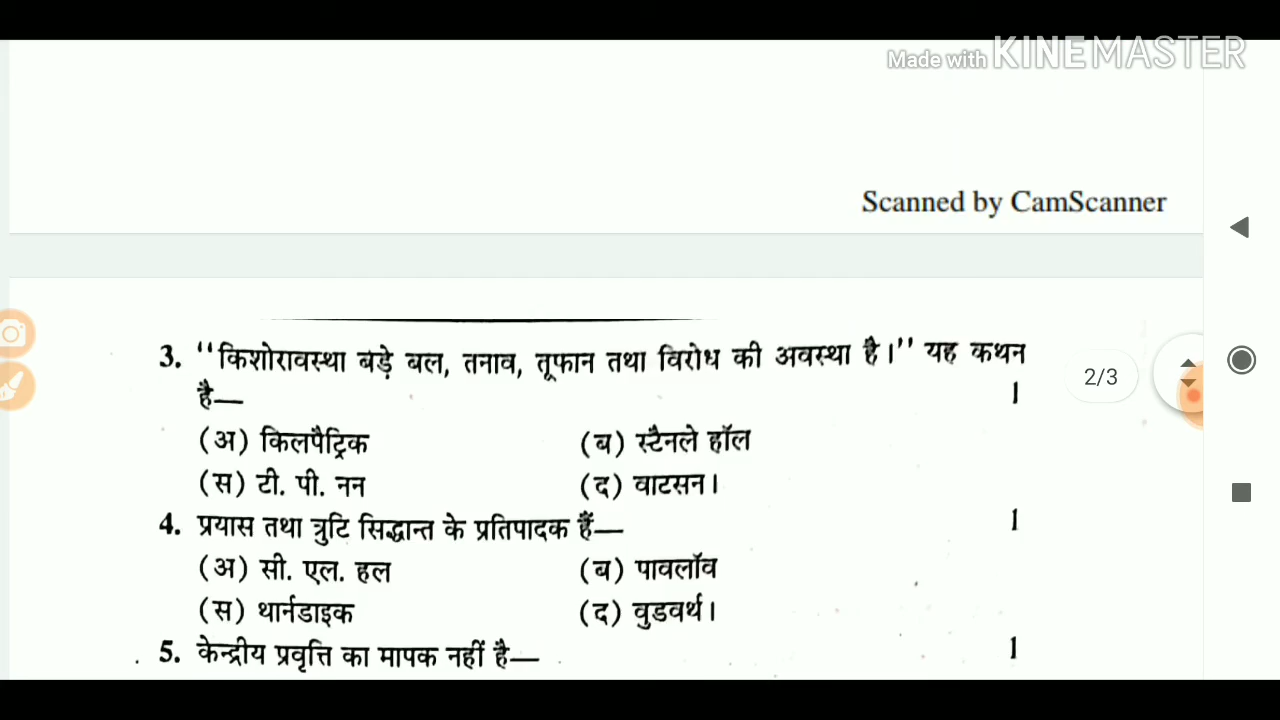 Made with KINEMASTER
Scanned by CamScanner
3. “किशोरावस्था बड़े बल, तनाव, तूफान तथा विरोध की अवस्था है।” यह कथन
है— 1
(अ) किलपैट्रिक (ब) स्टैनले हॉल
(स) टी. पी. नन (द) वाटसन।
2/3
4. प्रयास तथा त्रुटि सिद्धान्त के प्रतिपादक हैं— 1
(अ) सी. एल. हल (ब) पावलॉव
(स) थार्नडाइक (द) वुडवर्थ।
5. केन्द्रीय प्रवृत्ति का मापक नहीं है— 1